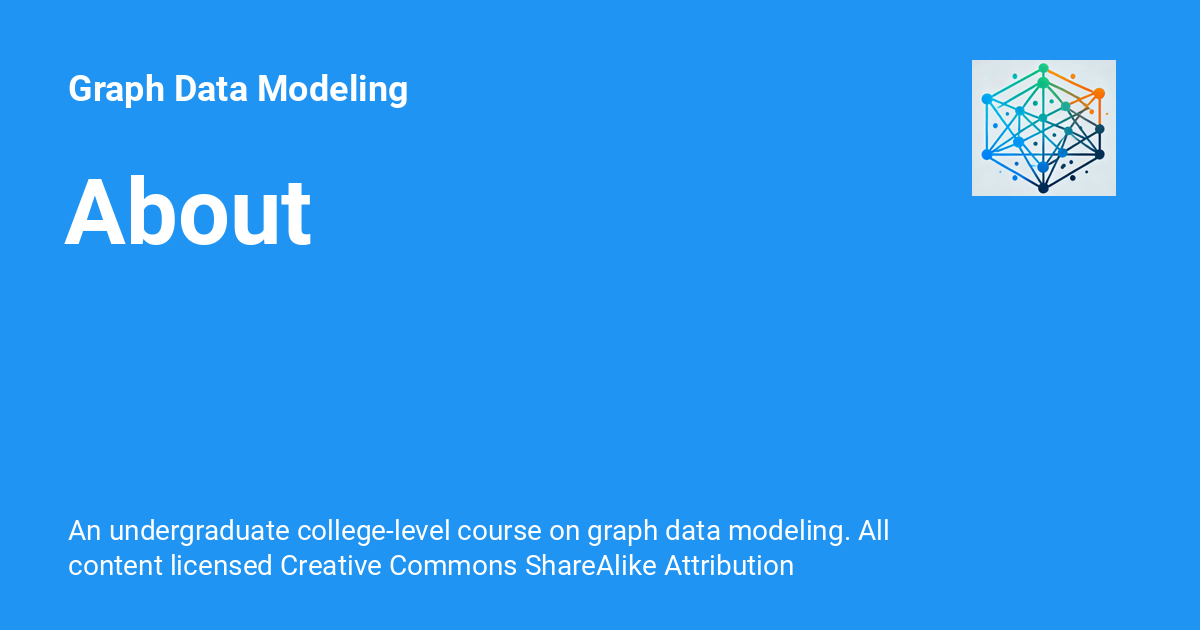 Graph Data Modeling
About
An undergraduate college-level course on graph data modeling. All
content licensed Creative Commons ShareAlike Attribution